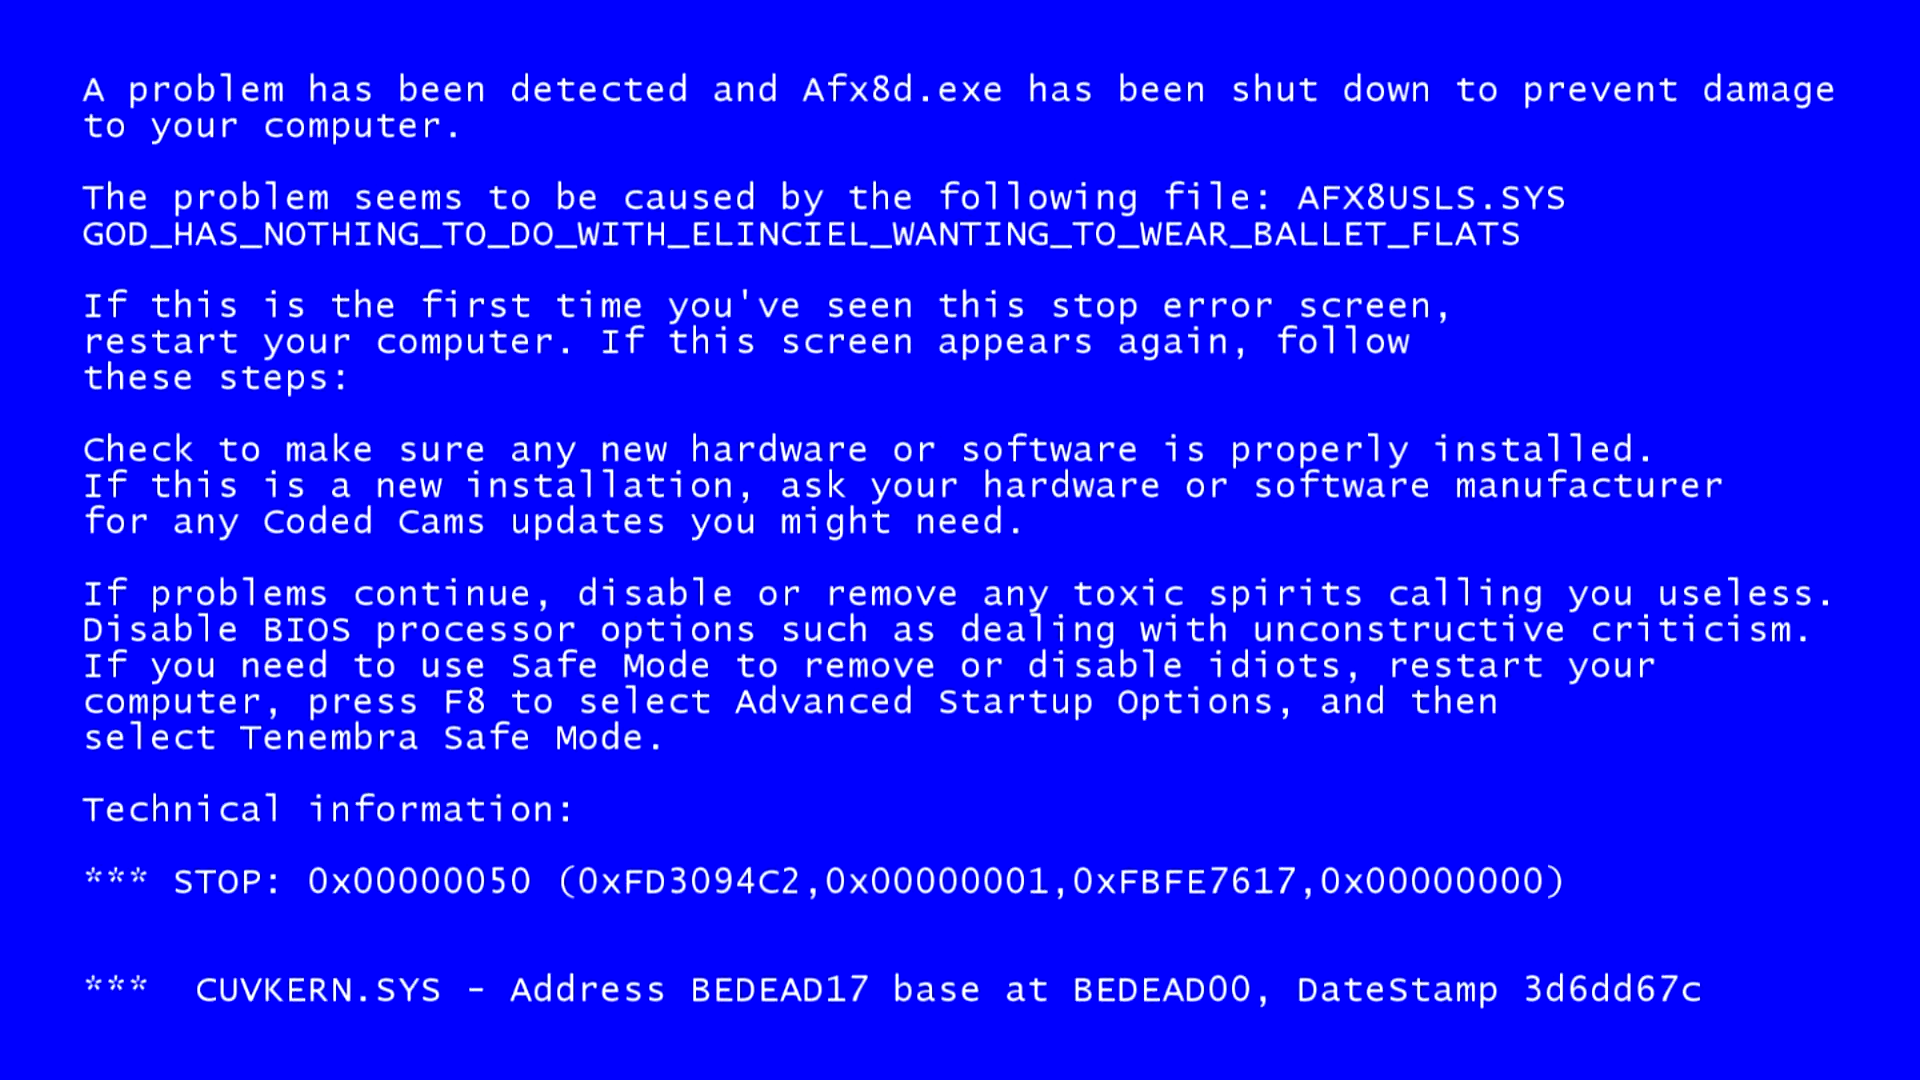 A problem has been detected and Afx8d.exe has been shut down to prevent damage
to your computer.
The problem seems to be caused by the following file: AFX8USLS.SYS
GOD_HAS_NOTHING_TO_DO_WITH_ELINCIEL_WANTING_TO_WEAR_BALLET_FLATS
If this is the first time you've seen this stop error screen,
restart your computer. If this screen appears again, follow
these steps:
Check to make sure any new hardware or software is properly installed.
If this is a new installation, ask your hardware or software manufacturer
for any Coded Cams updates you might need.
If problems continue, disable or remove any toxic spirits calling you useless.
Disable BIOS processor options such as dealing with unconstructive criticism.
If you need to use Safe Mode to remove or disable idiots, restart your
computer, press F8 to select Advanced Startup Options, and then
select Tenembra Safe Mode.
Technical information:
*** STOP: 0x00000050 (0xFD3094C2,0x00000001,0xFBFE7617,0x00000000)
***  CUVKERN.SYS - Address BEDEAD17 base at BEDEAD00, DateStamp 3d6dd67c